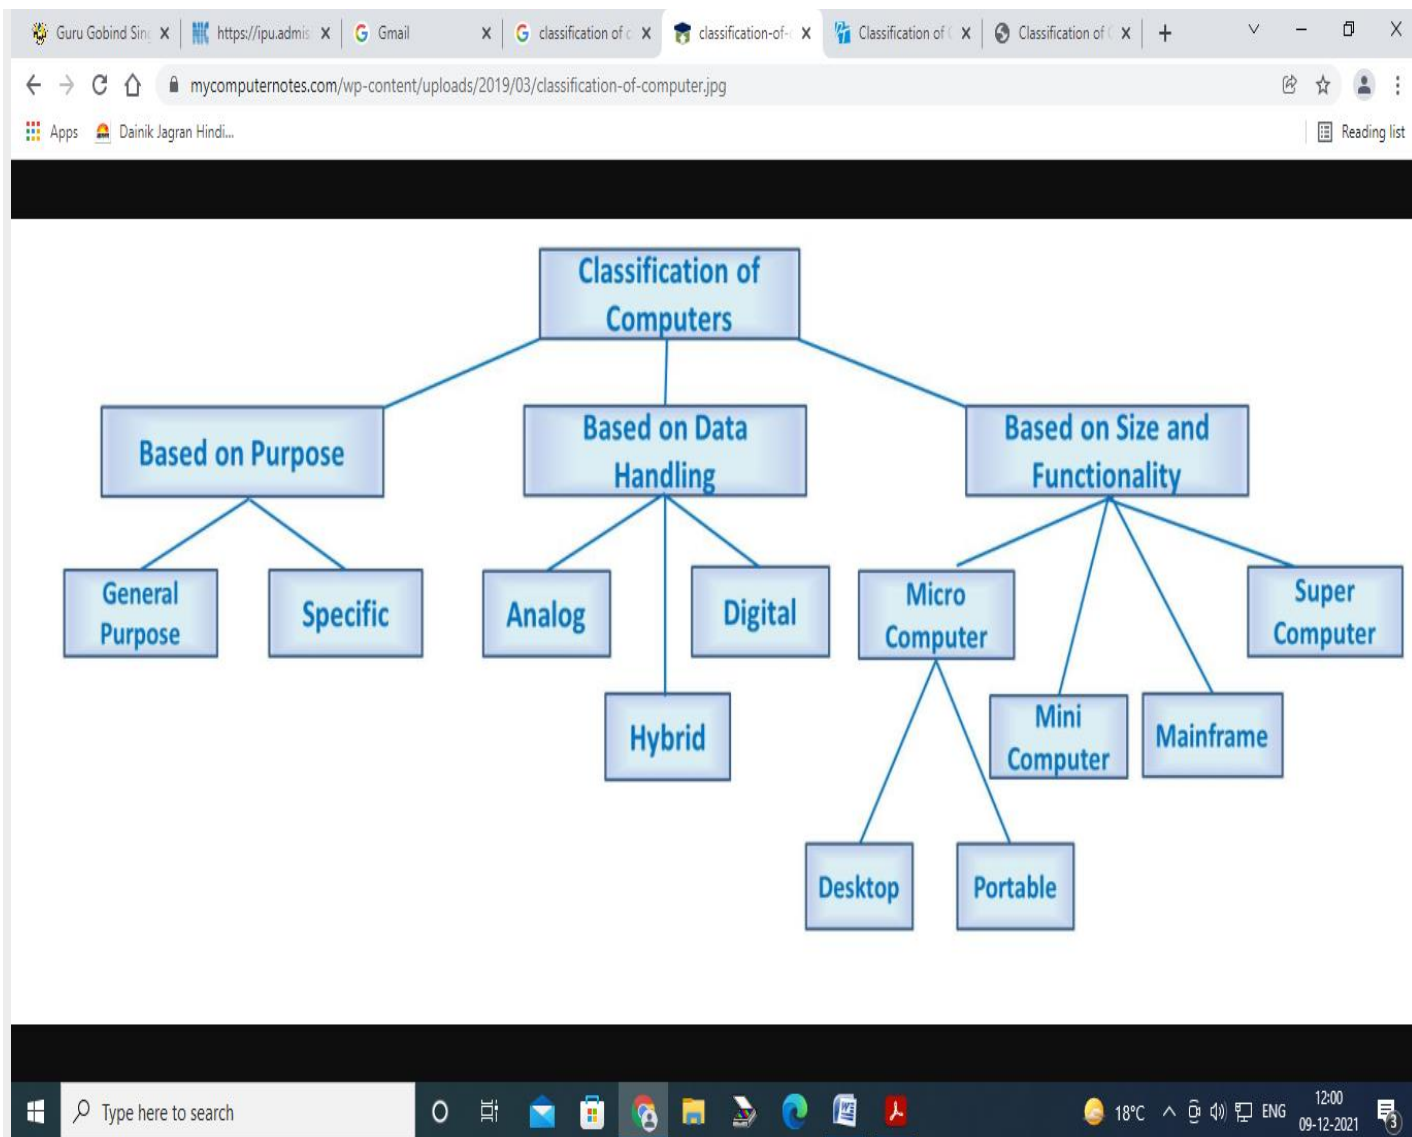 Guru Gobind Sin
https://ipu.admis
Gmail
classification of c
classification-of-c
Classification of C
Classification of C
mycomputernotes.com/wp-content/uploads/2019/03/classification-of-computer.jpg
Apps
Dainik Jagran Hindi...
Reading list
Classification of
Computers
Based on Purpose
Based on Data
Handling
Based on Size and
Functionality
General
Purpose
Specific
Analog
Digital
Hybrid
Micro
Computer
Super
Computer
Mini
Computer
Mainframe
Desktop
Portable
Type here to search
18°C
ENG
12:00
09-12-2021
3